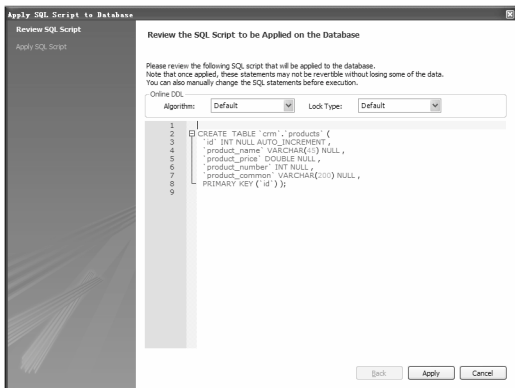 Apply SQL Script to Database
Review SQL Script
Apply SQL Script
Review the SQL Script to be Applied on the Database
Please review the following SQL script that will be applied to the database.
Note that once applied, these statements may not be revertible without losing some of the data.
You can also manually change the SQL statements before execution.
Online DDL
Algorithm: Default Lock Type: Default
1
2 CREATE TABLE `crm`.`products` (
3 `id` INT NULL AUTO_INCREMENT,
4 `product_name` VARCHAR(45) NULL,
5 `product_price` DOUBLE NULL,
6 `product_number` INT NULL,
7 `product_common` VARCHAR(200) NULL,
8 PRIMARY KEY (`id`) );
9
Back Apply Cancel